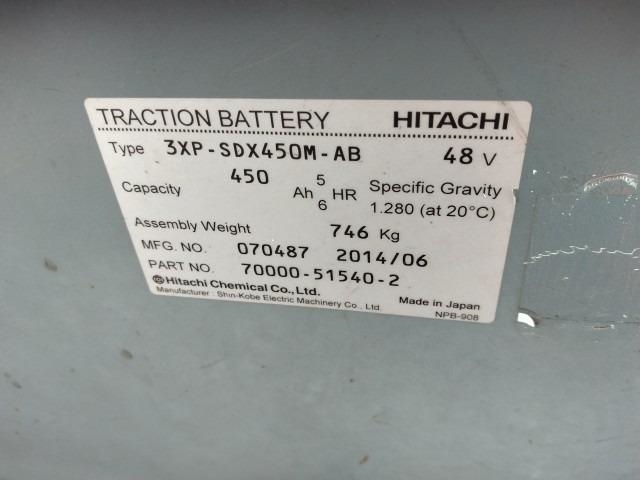 TRACTION BATTERY HITACHI
Type 3XP-SDX450M-AB 48 V
Capacity 450 Ah 5 HR Specific Gravity
6 1.280 (at 20°C)
Assembly Weight 746 Kg
MFG. NO. 070487 2014/06
PART NO. 70000-51540-2
Hitachi Chemical Co., Ltd.
Manufacturer : Shin-Kobe Electric Machinery Co., Ltd. Made in Japan
NPB-908